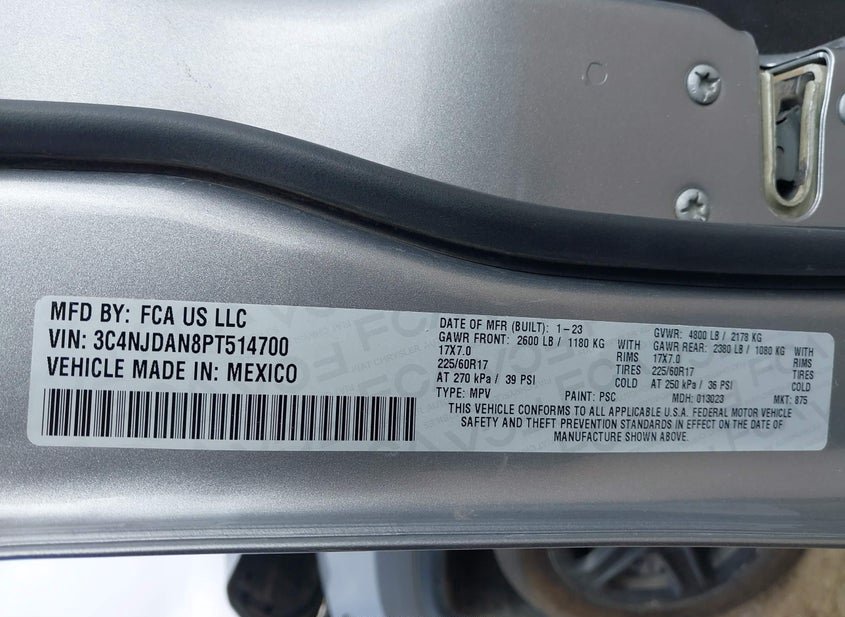 MFD BY: FCA US LLC
VIN: 3C4NJDAN8PT514700
VEHICLE MADE IN: MEXICO
DATE OF MFR (BUILT): 1-23
GVWR: 4800 LB / 2178 KG
GAWR FRONT: 2600 LB / 1180 KG WITH
GAWR REAR: 2380 LB / 1080 KG WITH
17X7.0 RIMS
17X7.0 RIMS
225/60R17 TIRES
225/60R17 TIRES
AT 270 kPa / 39 PSI COLD
AT 250 kPa / 36 PSI COLD
TYPE: MPV PAINT: PSC MDH: 013023 MKT: 875
THIS VEHICLE CONFORMS TO ALL APPLICABLE U.S.A. FEDERAL MOTOR VEHICLE
SAFETY AND THEFT PREVENTION STANDARDS IN EFFECT ON THE DATE OF
MANUFACTURE SHOWN ABOVE.